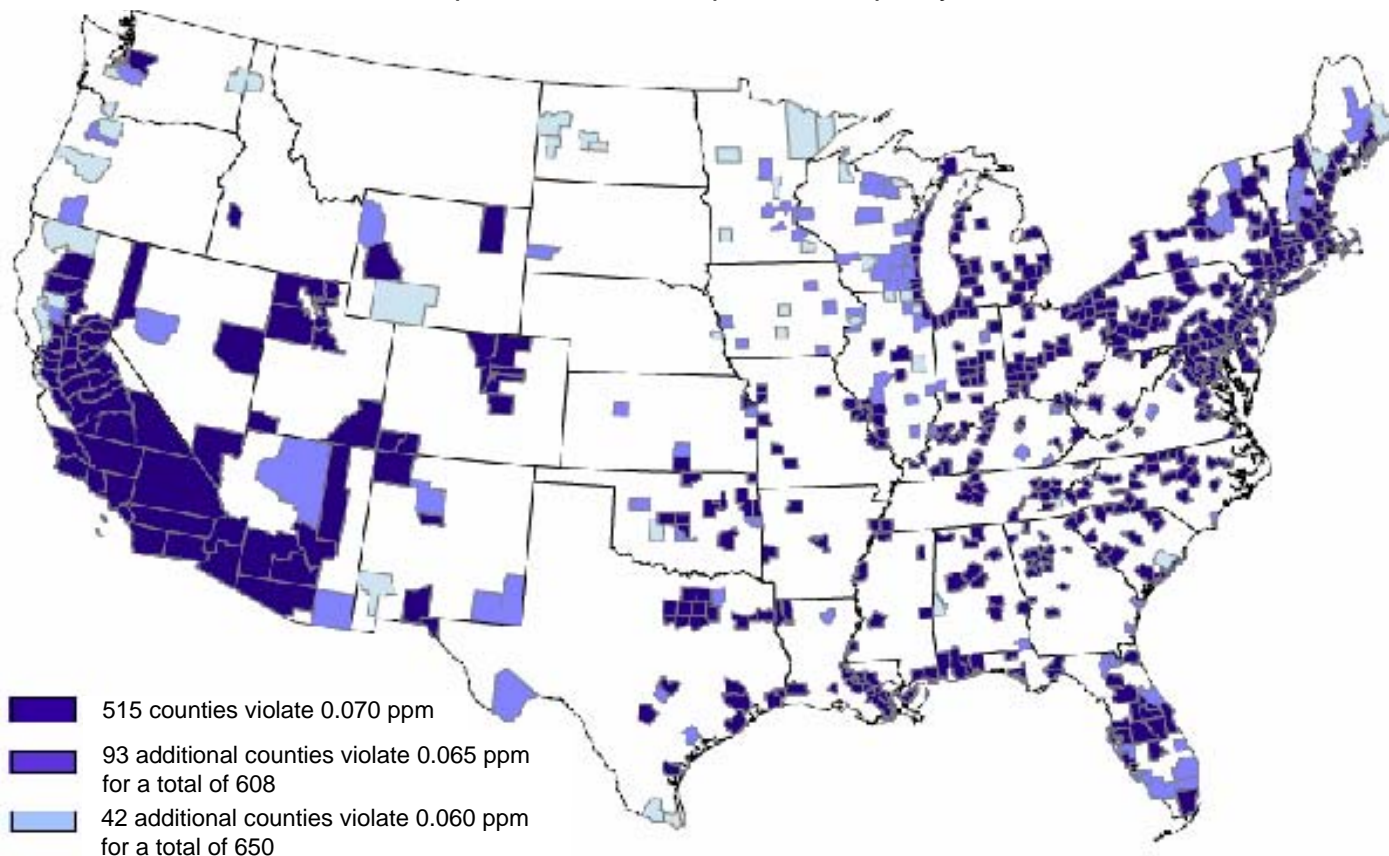 515 counties violate 0.070 ppm
93 additional counties violate 0.065 ppm
for a total of 608
42 additional counties violate 0.060 ppm
for a total of 650